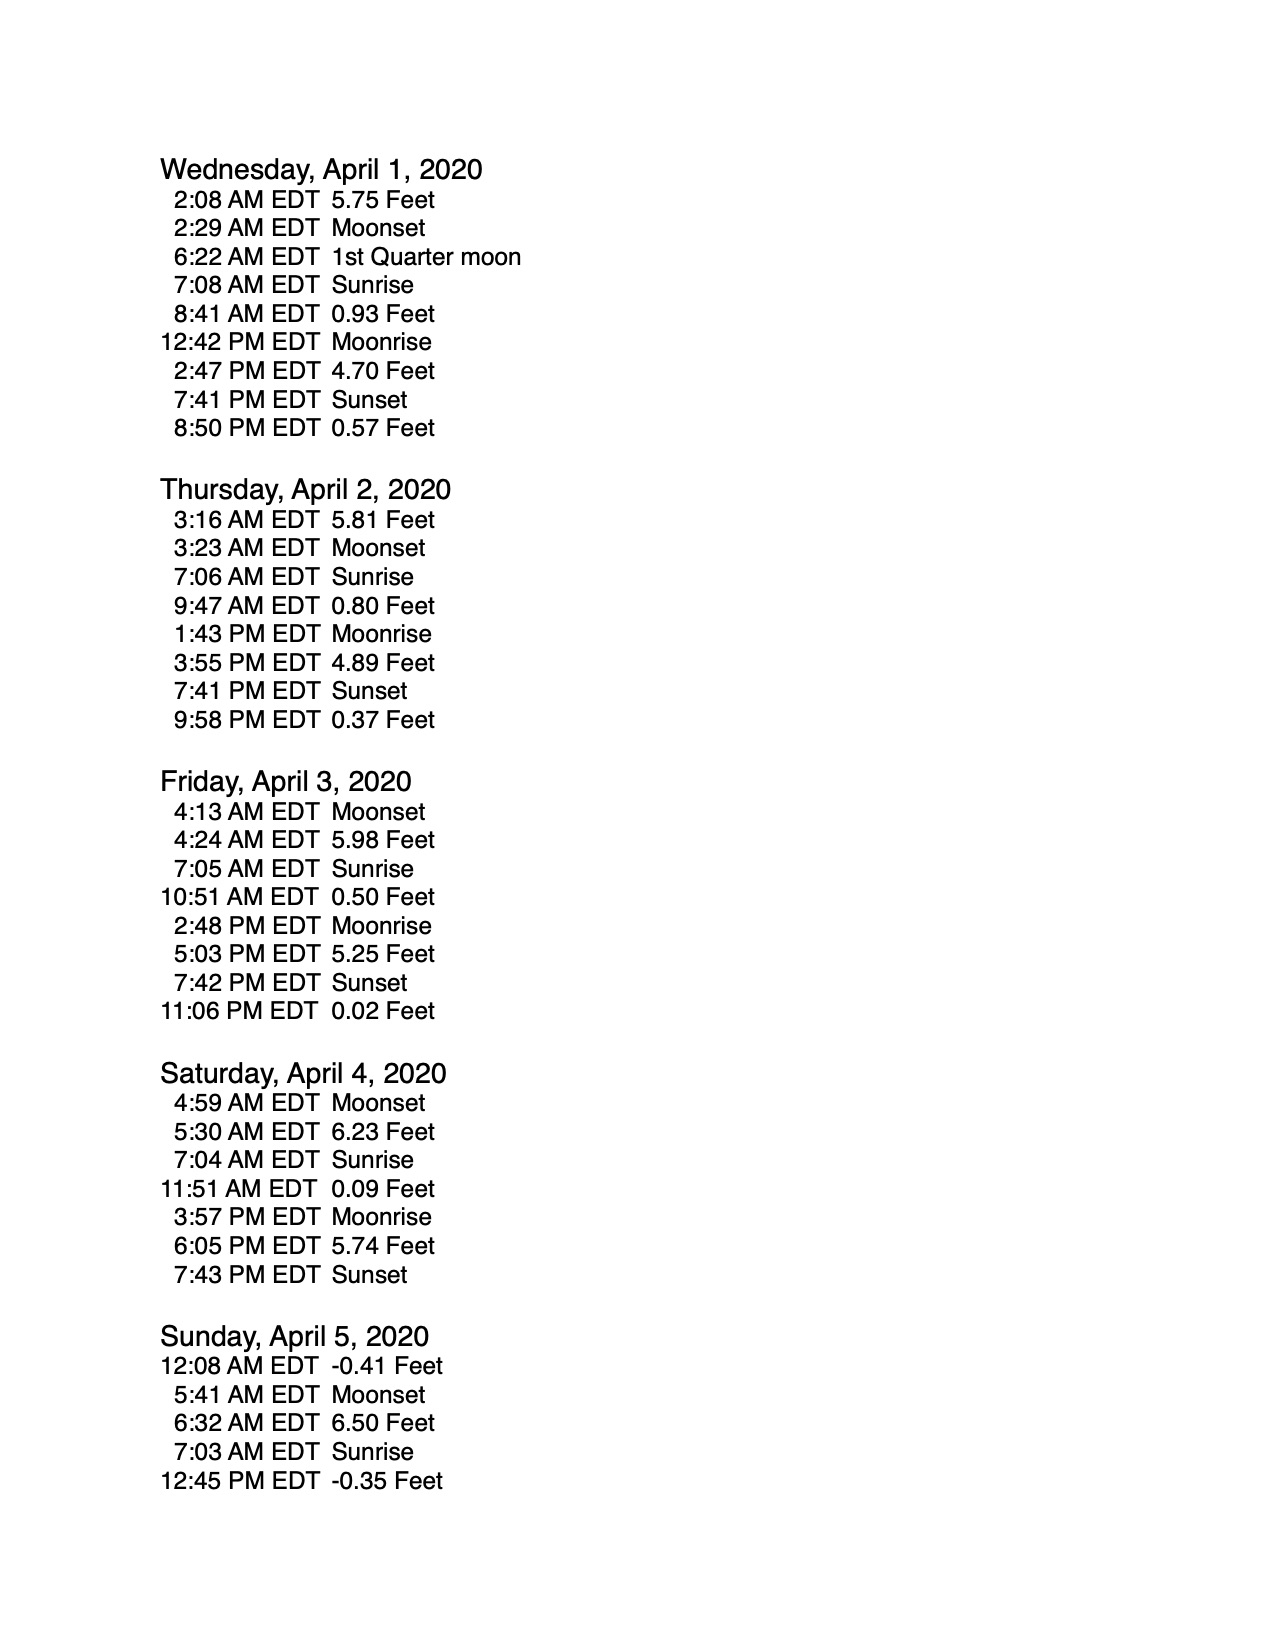 Wednesday, April 1, 2020
2:08 AM EDT 5.75 Feet
2:29 AM EDT Moonset
6:22 AM EDT 1st Quarter moon
7:08 AM EDT Sunrise
8:41 AM EDT 0.93 Feet
12:42 PM EDT Moonrise
2:47 PM EDT 4.70 Feet
7:41 PM EDT Sunset
8:50 PM EDT 0.57 Feet
Thursday, April 2, 2020
3:16 AM EDT 5.81 Feet
3:23 AM EDT Moonset
7:06 AM EDT Sunrise
9:47 AM EDT 0.80 Feet
1:43 PM EDT Moonrise
3:55 PM EDT 4.89 Feet
7:41 PM EDT Sunset
9:58 PM EDT 0.37 Feet
Friday, April 3, 2020
4:13 AM EDT Moonset
4:24 AM EDT 5.98 Feet
7:05 AM EDT Sunrise
10:51 AM EDT 0.50 Feet
2:48 PM EDT Moonrise
5:03 PM EDT 5.25 Feet
7:42 PM EDT Sunset
11:06 PM EDT 0.02 Feet
Saturday, April 4, 2020
4:59 AM EDT Moonset
5:30 AM EDT 6.23 Feet
7:04 AM EDT Sunrise
11:51 AM EDT 0.09 Feet
3:57 PM EDT Moonrise
6:05 PM EDT 5.74 Feet
7:43 PM EDT Sunset
Sunday, April 5, 2020
12:08 AM EDT -0.41 Feet
5:41 AM EDT Moonset
6:32 AM EDT 6.50 Feet
7:03 AM EDT Sunrise
12:45 PM EDT -0.35 Feet